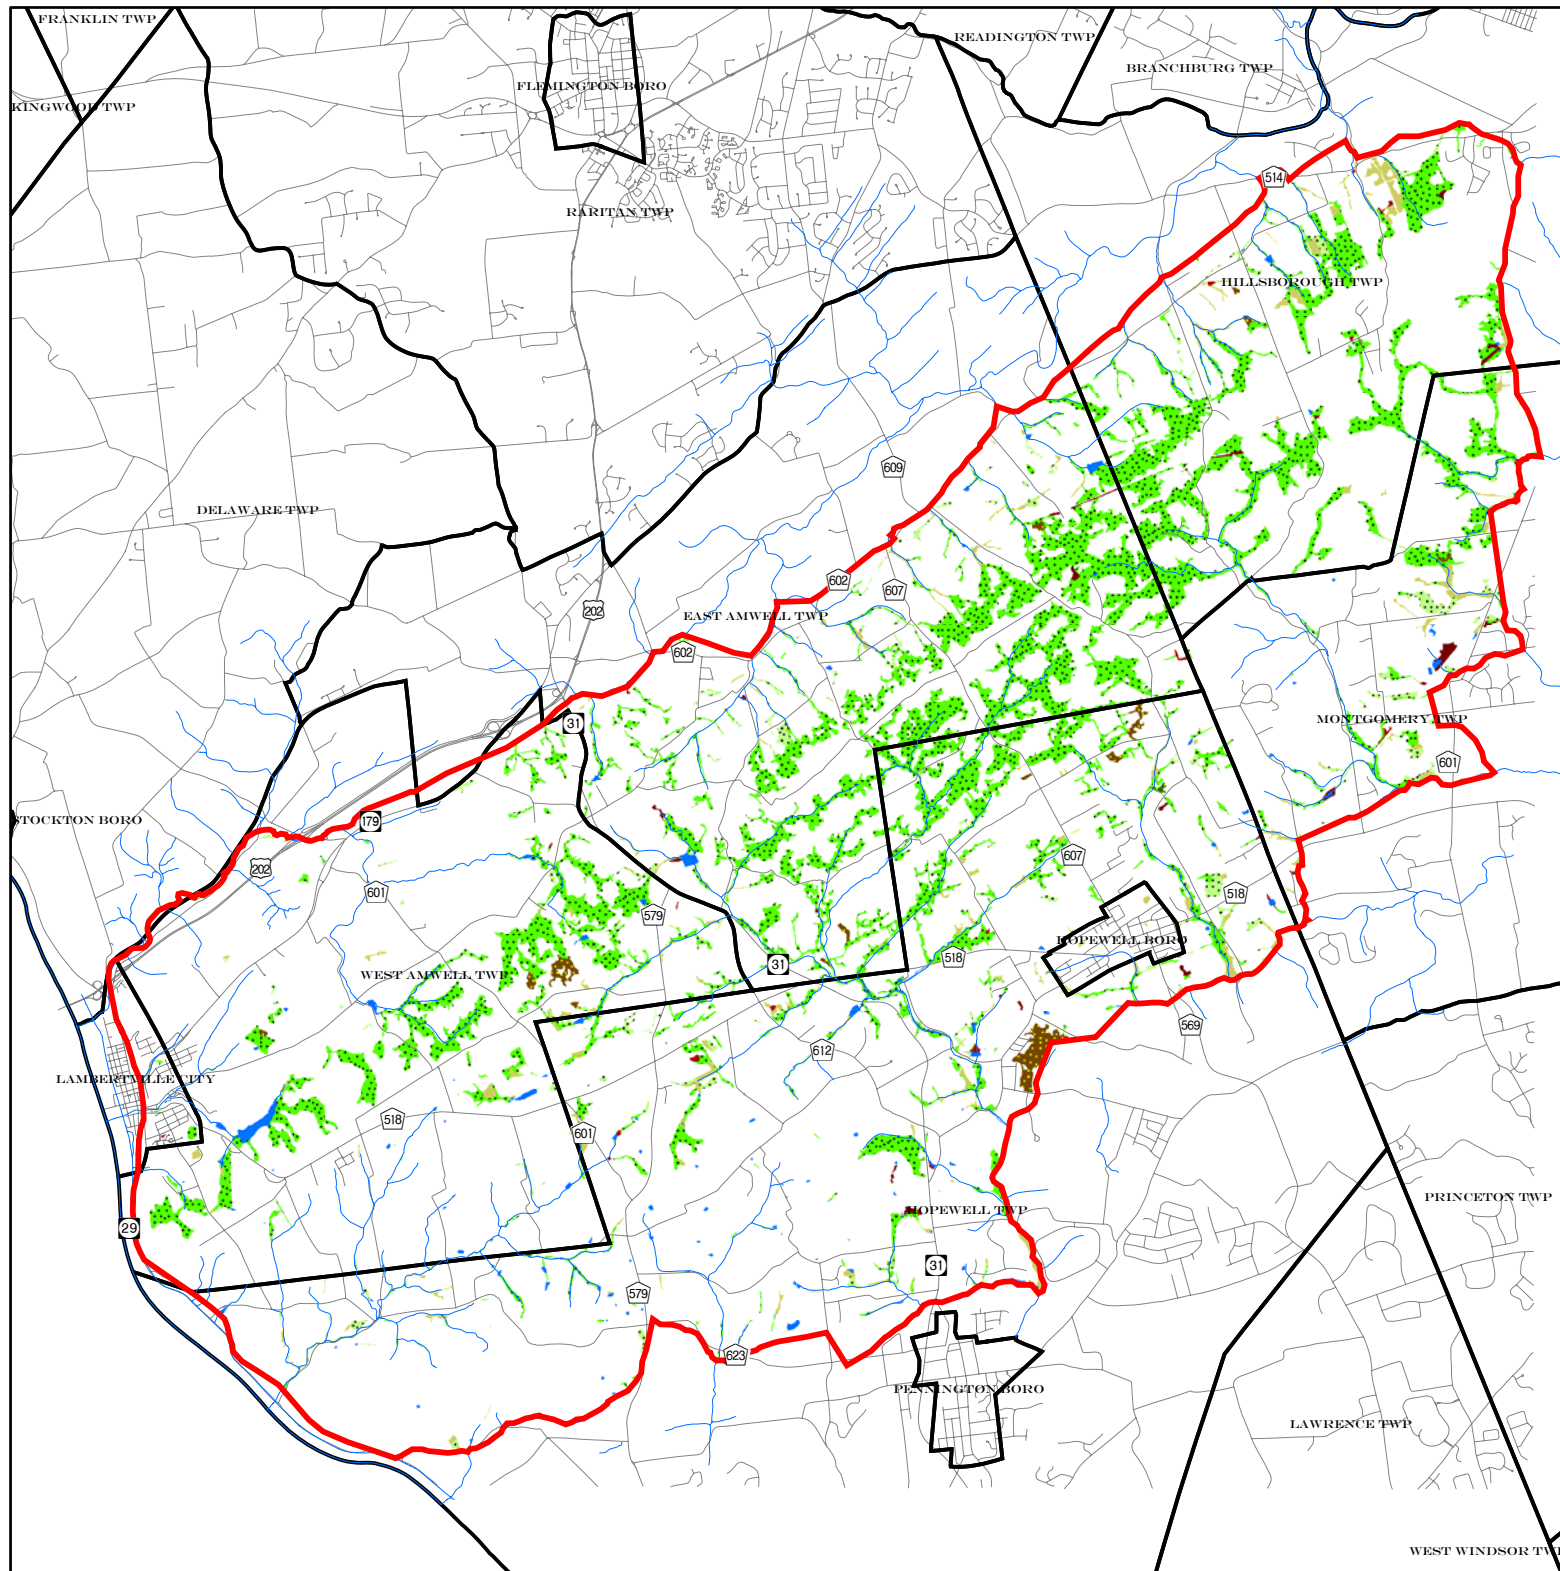 FRANKLIN TWP
READINGTON TWP
BRANCHBURG TWP
FLEMINGTON BORO
KINGWOOD TWP
514
RARITAN TWP
HILLSBOROUGH TWP
609
DELAWARE TWP
602
607
202
EAST AMWELL TWP
602
31
MONTGOMERY TWP
601
STOCKTON BORO
179
607
202
601
518
579
HOPEWELL BORO
518
31
WEST AMWELL TWP
569
612
LAMBERTVILLE CITY
518
601
PRINCETON TWP
HOPEWELL TWP
29
31
579
623
PENNINGTON BORO
LAWRENCE TWP
WEST WINDSOR TWP